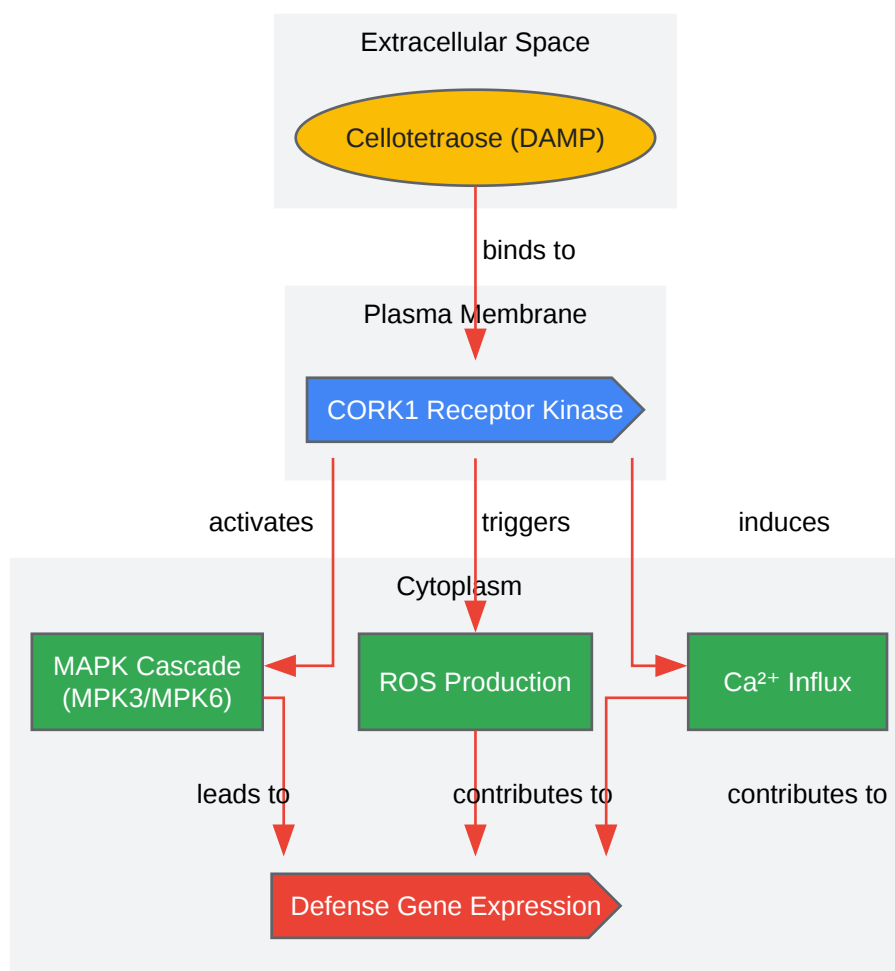 Extracellular Space
Cellotetraose (DAMP)
binds to
Plasma Membrane
CORK1 Receptor Kinase
activates
triggers
induces
Cytoplasm
MAPK Cascade
(MPK3/MPK6)
ROS Production
Ca²⁺ Influx
leads to
contributes to
contributes to
Defense Gene Expression